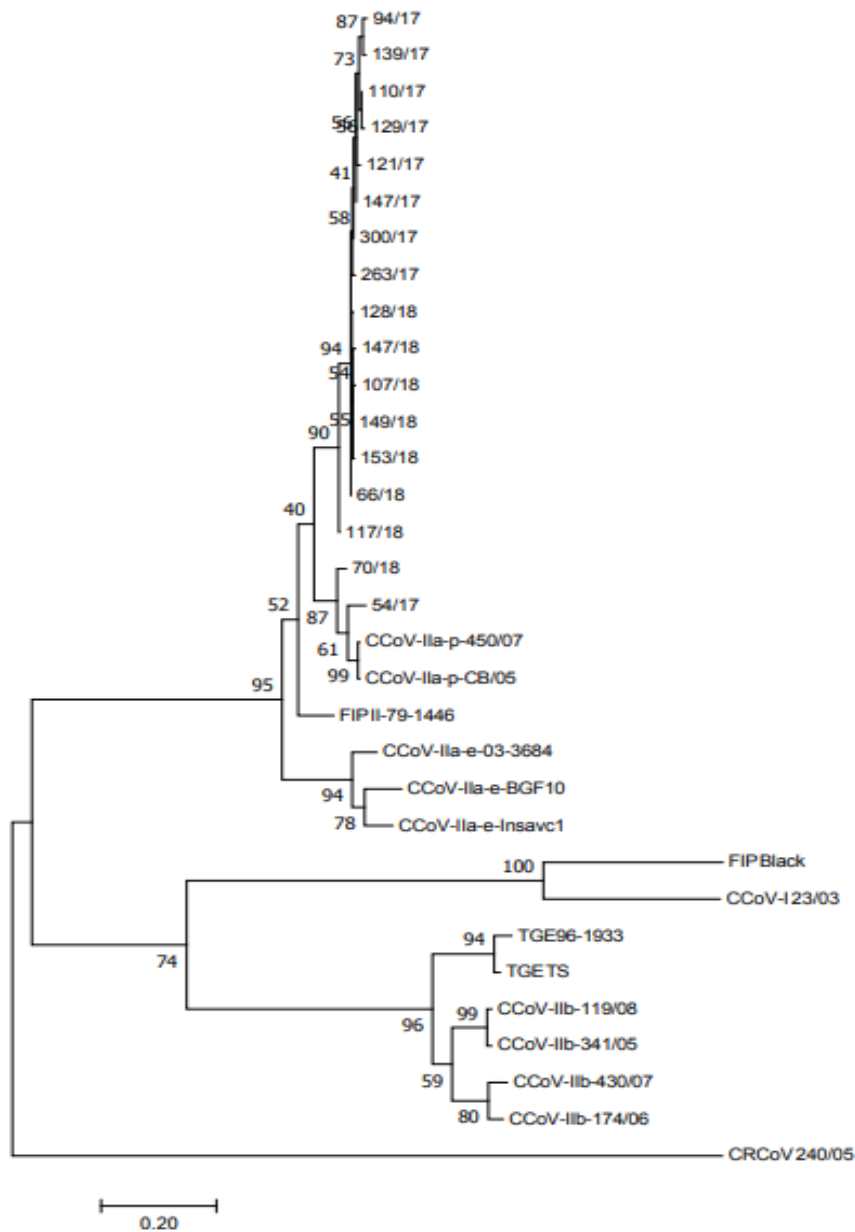 87 94/17
73 139/17
110/17
56
56 129/17
41 121/17
147/17
58 300/17
263/17
128/18
94 147/18
54 107/18
55 149/18
90 153/18
66/18
40 117/18
70/18
52 87 54/17
61 CCoV-IIa-p-450/07
95 99 CCoV-IIa-p-CB/05
FIPII-79-1446
CCoV-IIa-e-03-3684
94 CCoV-IIa-e-BGF10
78 CCoV-IIa-e-Insavc1
100 FIPBlack
CCoV-I 23/03
74 94 TGE96-1933
TGETS
96 99 CCoV-IIb-119/08
CCoV-IIb-341/05
59 CCoV-IIb-430/07
80 CCoV-IIb-174/06
CRCoV 240/05
0.20